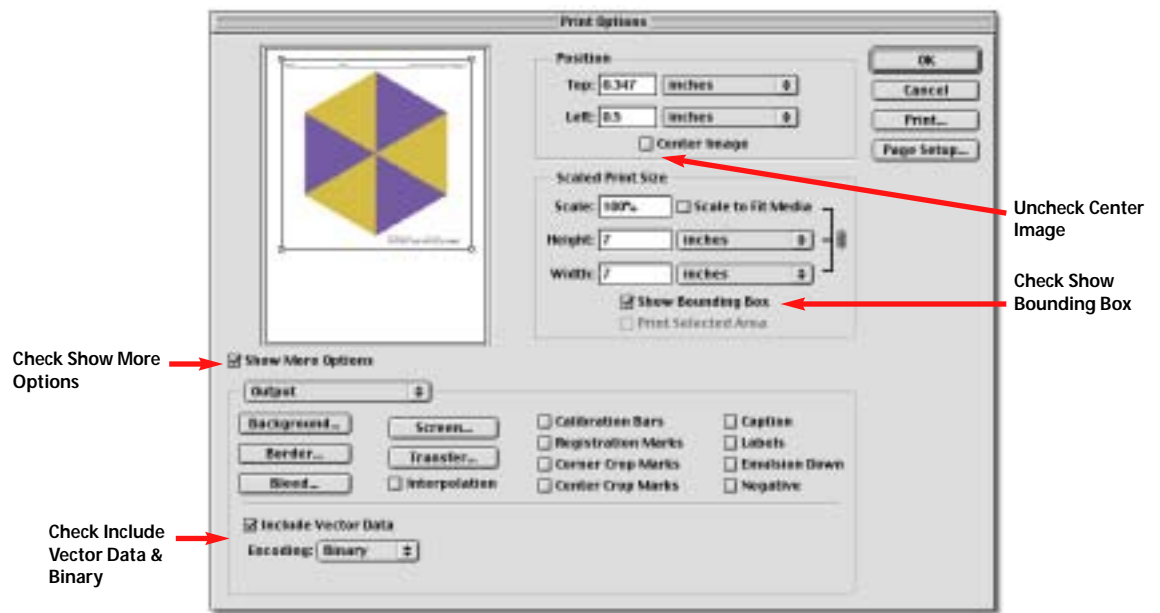 Print Options
Position
Top: 0.347 inches
Left: 0.5 inches
Center Image
OK
Cancel
Print...
Page Setup...
Scaled Print Size
Scale: 100% Scale to Fit Media
Height: 7 inches
Width: 7 inches
Show Bounding Box
Print Selected Area
Uncheck Center
Image
Check Show
Bounding Box
Check Show More
Options
Show More Options
Output
Background... Screen... Calibration Bars Caption
Border... Transfer... Registration Marks Labels
Bleed... Interpolation Corner Crop Marks Emulsion Down
Center Crop Marks Negative
Include Vector Data
Encoding: Binary
Check Include
Vector Data &
Binary